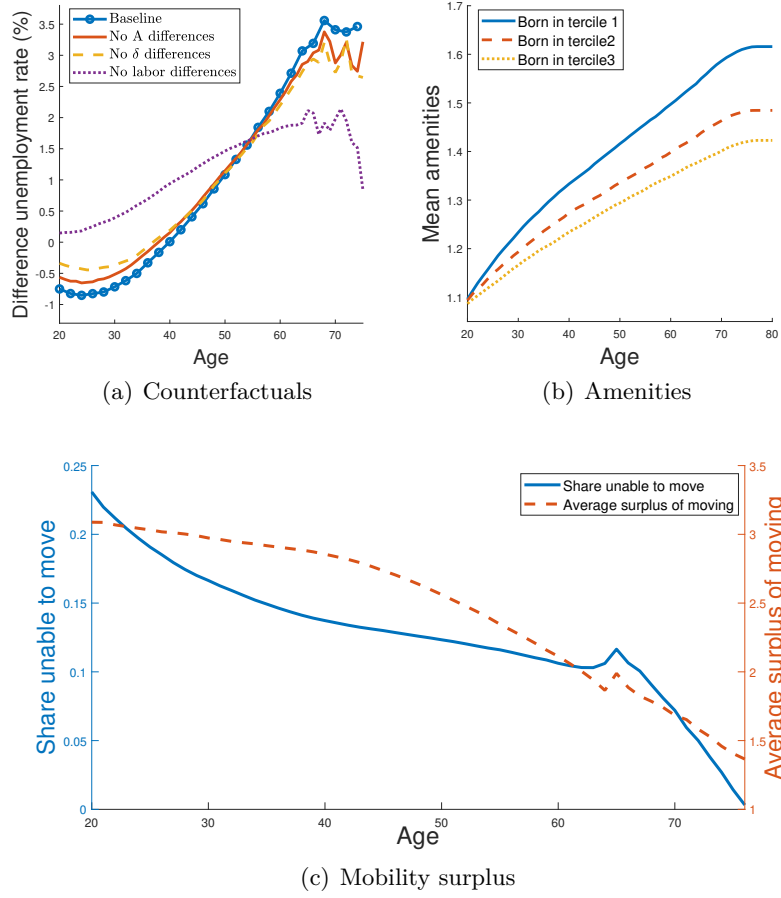 Baseline
No A differences
No δ differences
No labor differences
3.5
3
2.5
2
1.5
1
0.5
0
-0.5
-1
20 30 40 50 60 70
Difference unemployment rate (%)
Age
(a) Counterfactuals
Born in tercile 1
Born in tercile2
Born in tercile3
1.7
1.6
1.5
1.4
1.3
1.2
1.1
20 30 40 50 60 70 80
Mean amenities
Age
(b) Amenities
Share unable to move
Average surplus of moving
0.25
0.2
0.15
0.1
0.05
0
Share unable to move
3.5
3
2.5
2
1.5
1
Average surplus of moving
20 30 40 50 60 70
Age
(c) Mobility surplus